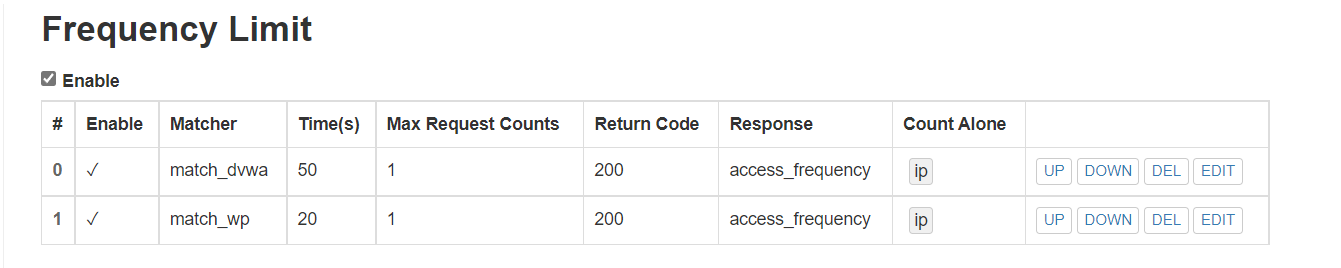 Frequency Limit
Enable
# Enable Matcher Time(s) Max Request Counts Return Code Response Count Alone
0 ✓ match_dvwa 50 1 200 access_frequency ip UP DOWN DEL EDIT
1 ✓ match_wp 20 1 200 access_frequency ip UP DOWN DEL EDIT